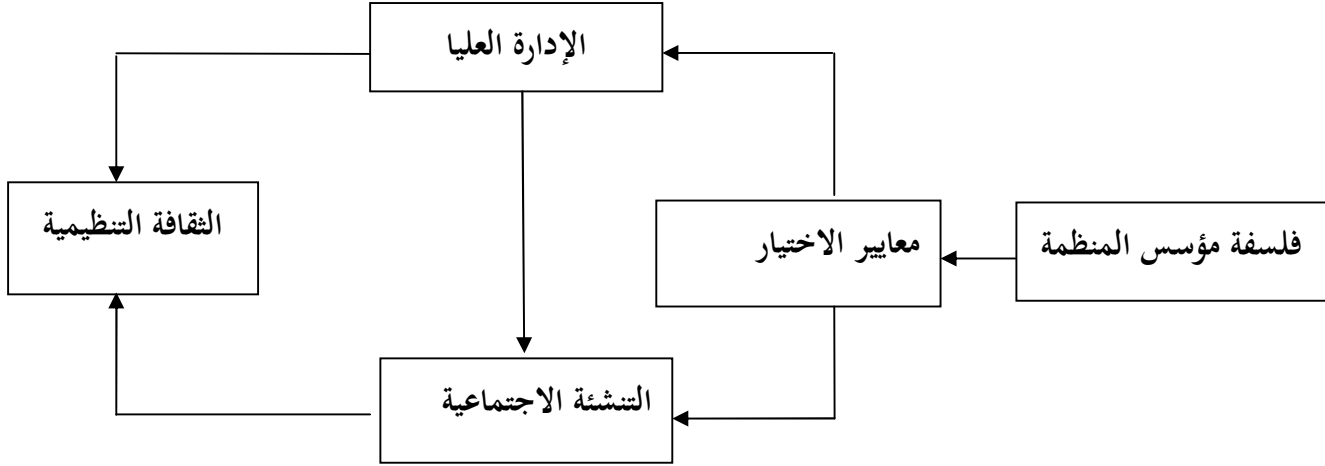 الإدارة العليا
فلسفة مؤسس المنظمة
معايير الاختيار
الثقافة التنظيمية
التنشئة الاجتماعية